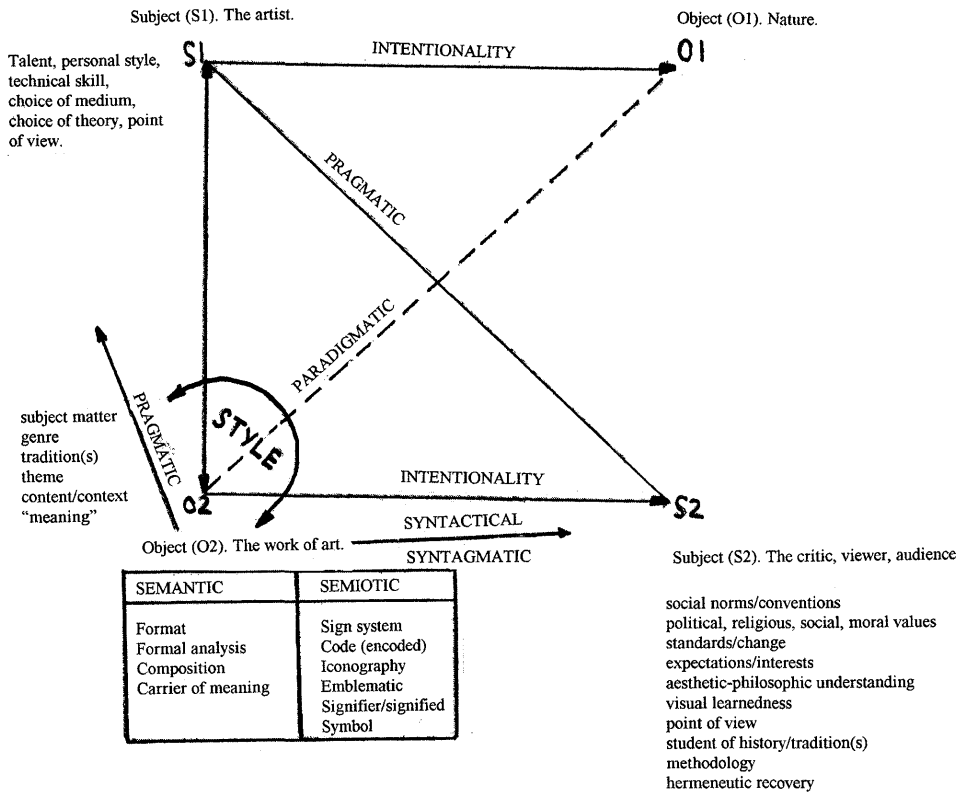 Subject (S1). The artist.
Object (O1). Nature.
S1
INTENTIONALITY
O1
Talent, personal style,
technical skill,
choice of medium,
choice of theory, point
of view.
PRAGMATIC
PARADIGMATIC
PRAGMATIC
STYLE
subject matter
genre
tradition(s)
theme
content/context
“meaning”
O2
INTENTIONALITY
S2
SYNTACTICAL
Object (O2). The work of art.
SYNTAGMATIC
Subject (S2). The critic, viewer, audience
SEMANTIC
Format
Formal analysis
Composition
Carrier of meaning
SEMIOTIC
Sign system
Code (encoded)
Iconography
Emblematic
Signifier/signified
Symbol
social norms/conventions
political, religious, social, moral values
standards/change
expectations/interests
aesthetic-philosophic understanding
visual learnedness
point of view
student of history/tradition(s)
methodology
hermeneutic recovery